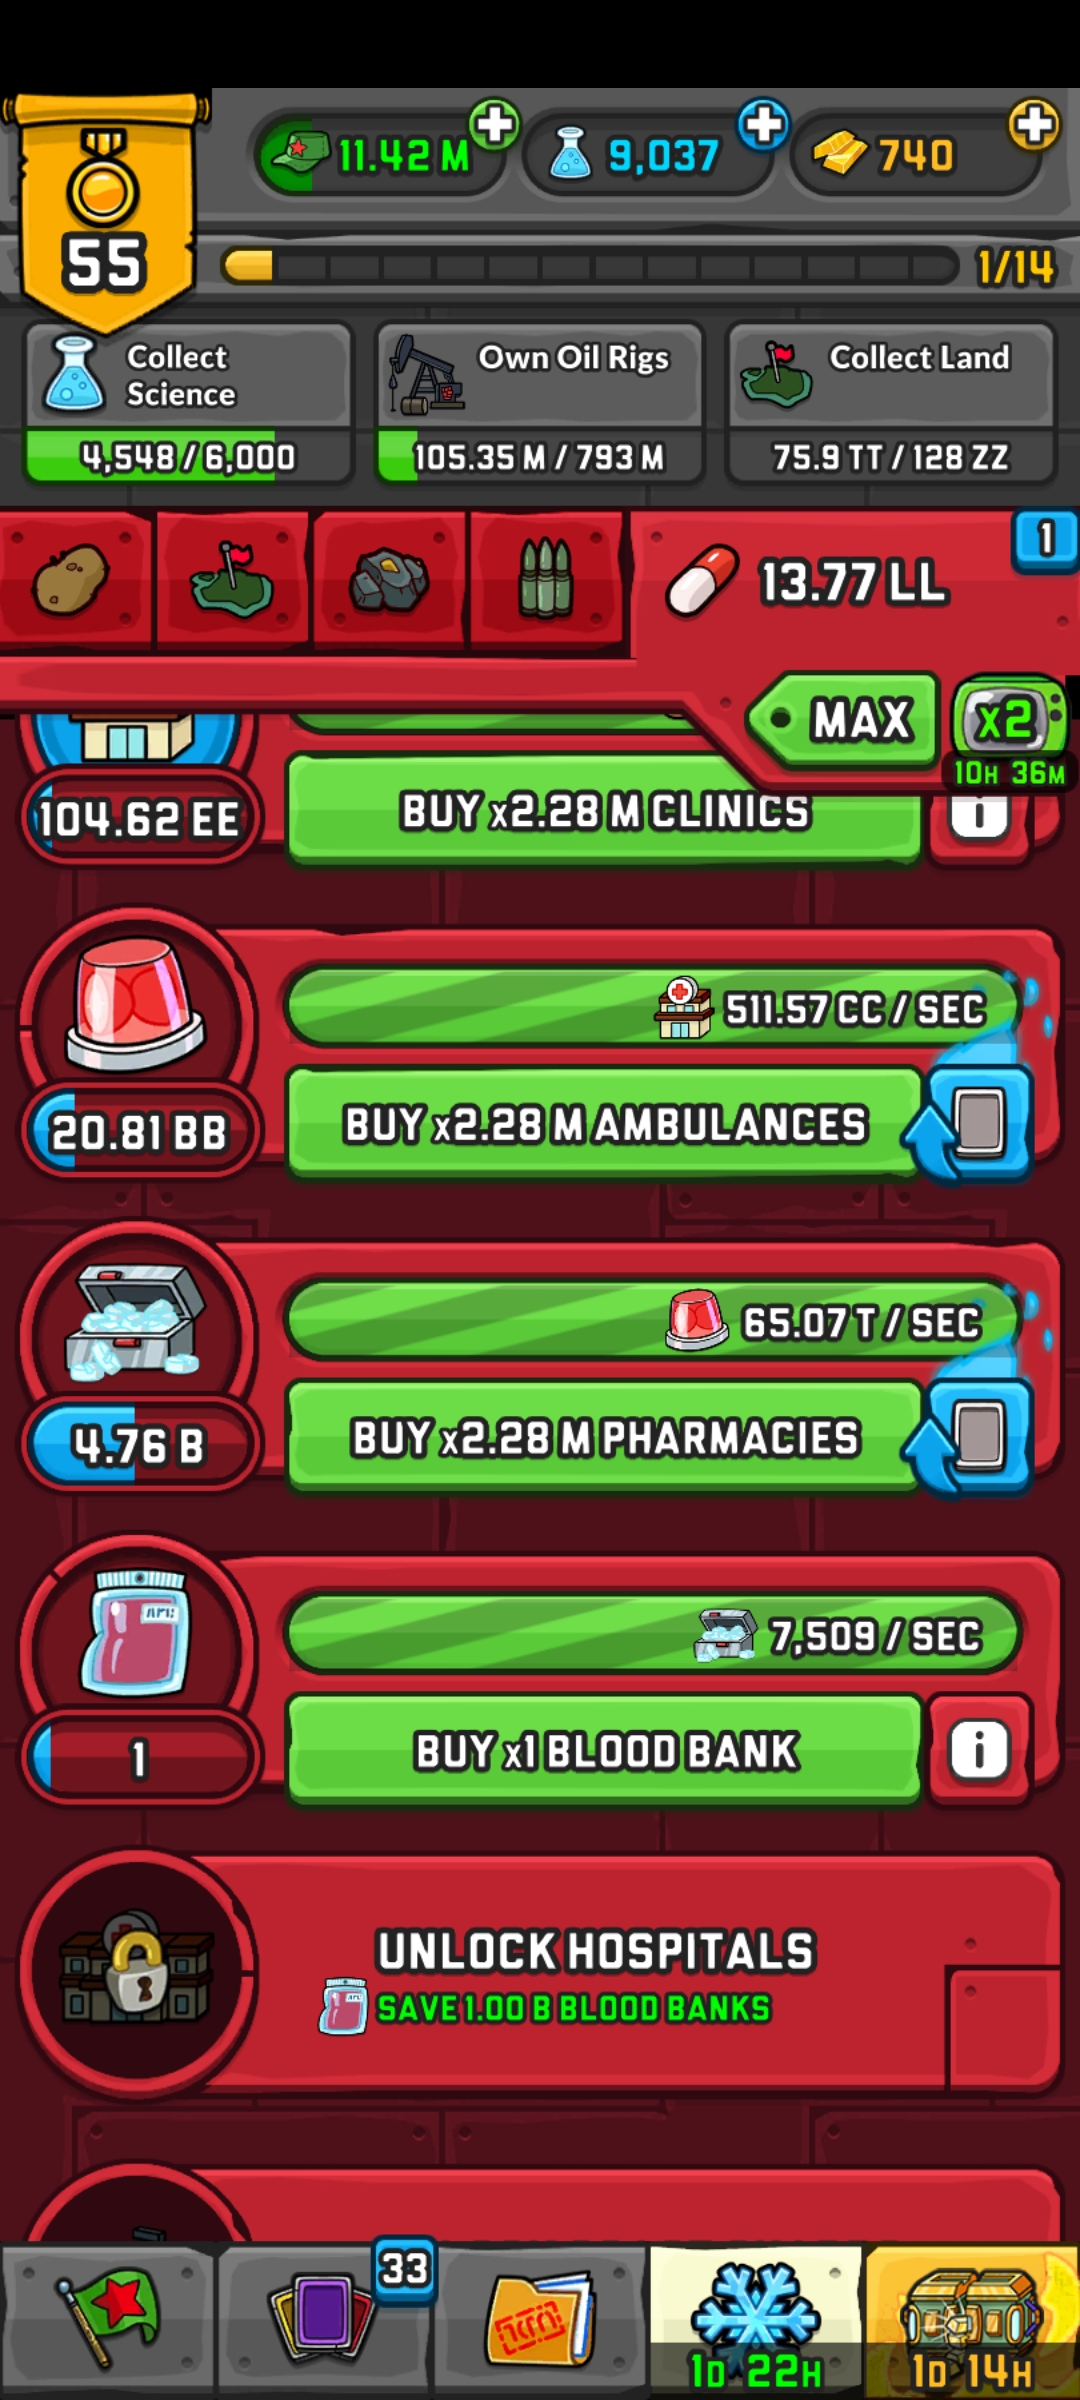 55
11.42 M
9,037
740
1/14
Collect
Science
4,548 / 6,000
Own Oil Rigs
105.35 M / 793 M
Collect Land
75.9 TT / 128 ZZ
13.77 LL
1
MAX
x2
10H 36M
104.62 EE
BUY x2.28 M CLINICS
i
511.57 CC / SEC
20.81 BB
BUY x2.28 M AMBULANCES
65.07 T / SEC
4.76 B
BUY x2.28 M PHARMACIES
7,509 / SEC
1
BUY x1 BLOOD BANK
i
UNLOCK HOSPITALS
SAVE 1.00 B BLOOD BANKS
33
1D 22H
1D 14H